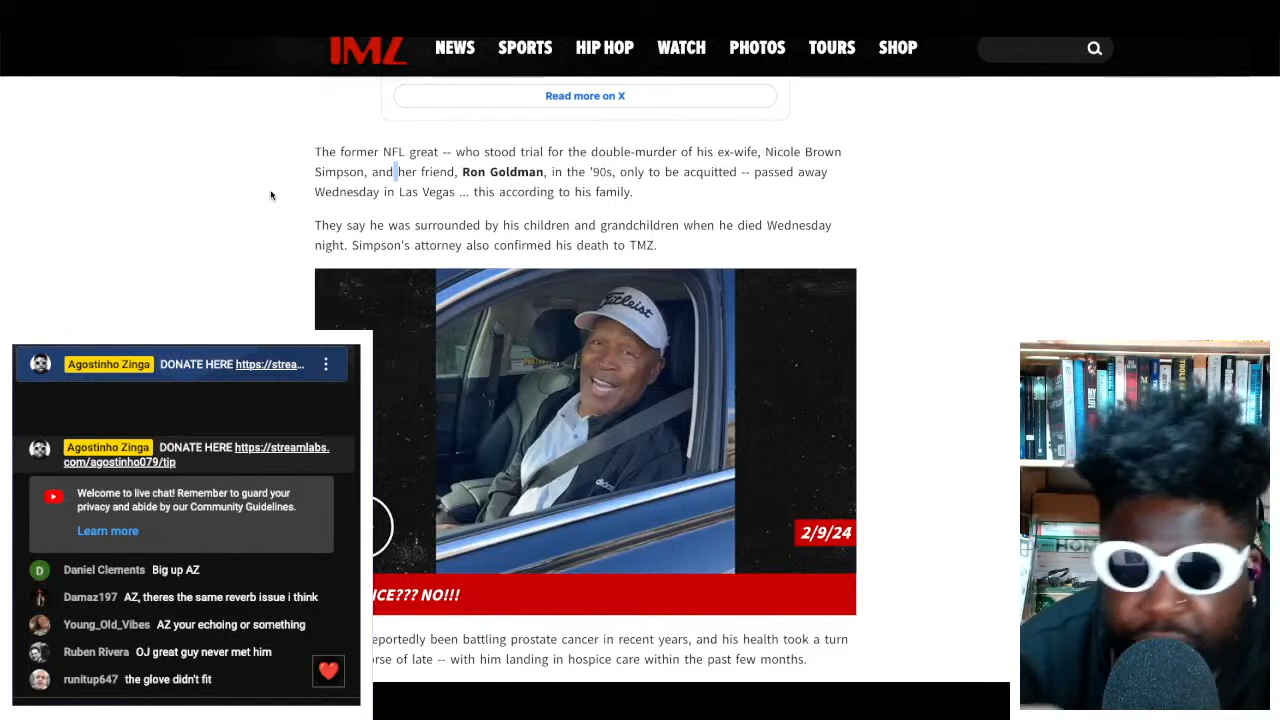 TMZ
NEWS
SPORTS
HIP HOP
WATCH
PHOTOS
TOURS
SHOP
Read more on X
The former NFL great -- who stood trial for the double-murder of his ex-wife, Nicole Brown
Simpson, and her friend, Ron Goldman, in the '90s, only to be acquitted -- passed away
Wednesday in Las Vegas ... this according to his family.
They say he was surrounded by his children and grandchildren when he died Wednesday
night. Simpson's attorney also confirmed his death to TMZ.
Titleist
adidas
2/9/24
ICE??? NO!!!
eportedly been battling prostate cancer in recent years, and his health took a turn
orse of late -- with him landing in hospice care within the past few months.
Agostinho Zinga DONATE HERE https://strea...
Agostinho Zinga DONATE HERE https://streamlabs.
com/agostinho079/tip
Welcome to live chat! Remember to guard your
privacy and abide by our Community Guidelines.
Learn more
D
Daniel Clements Big up AZ
Damaz197 AZ, theres the same reverb issue i think
Young_Old_Vibes AZ your echoing or something
Ruben Rivera OJ great guy never met him
runitup647 the glove didn't fit